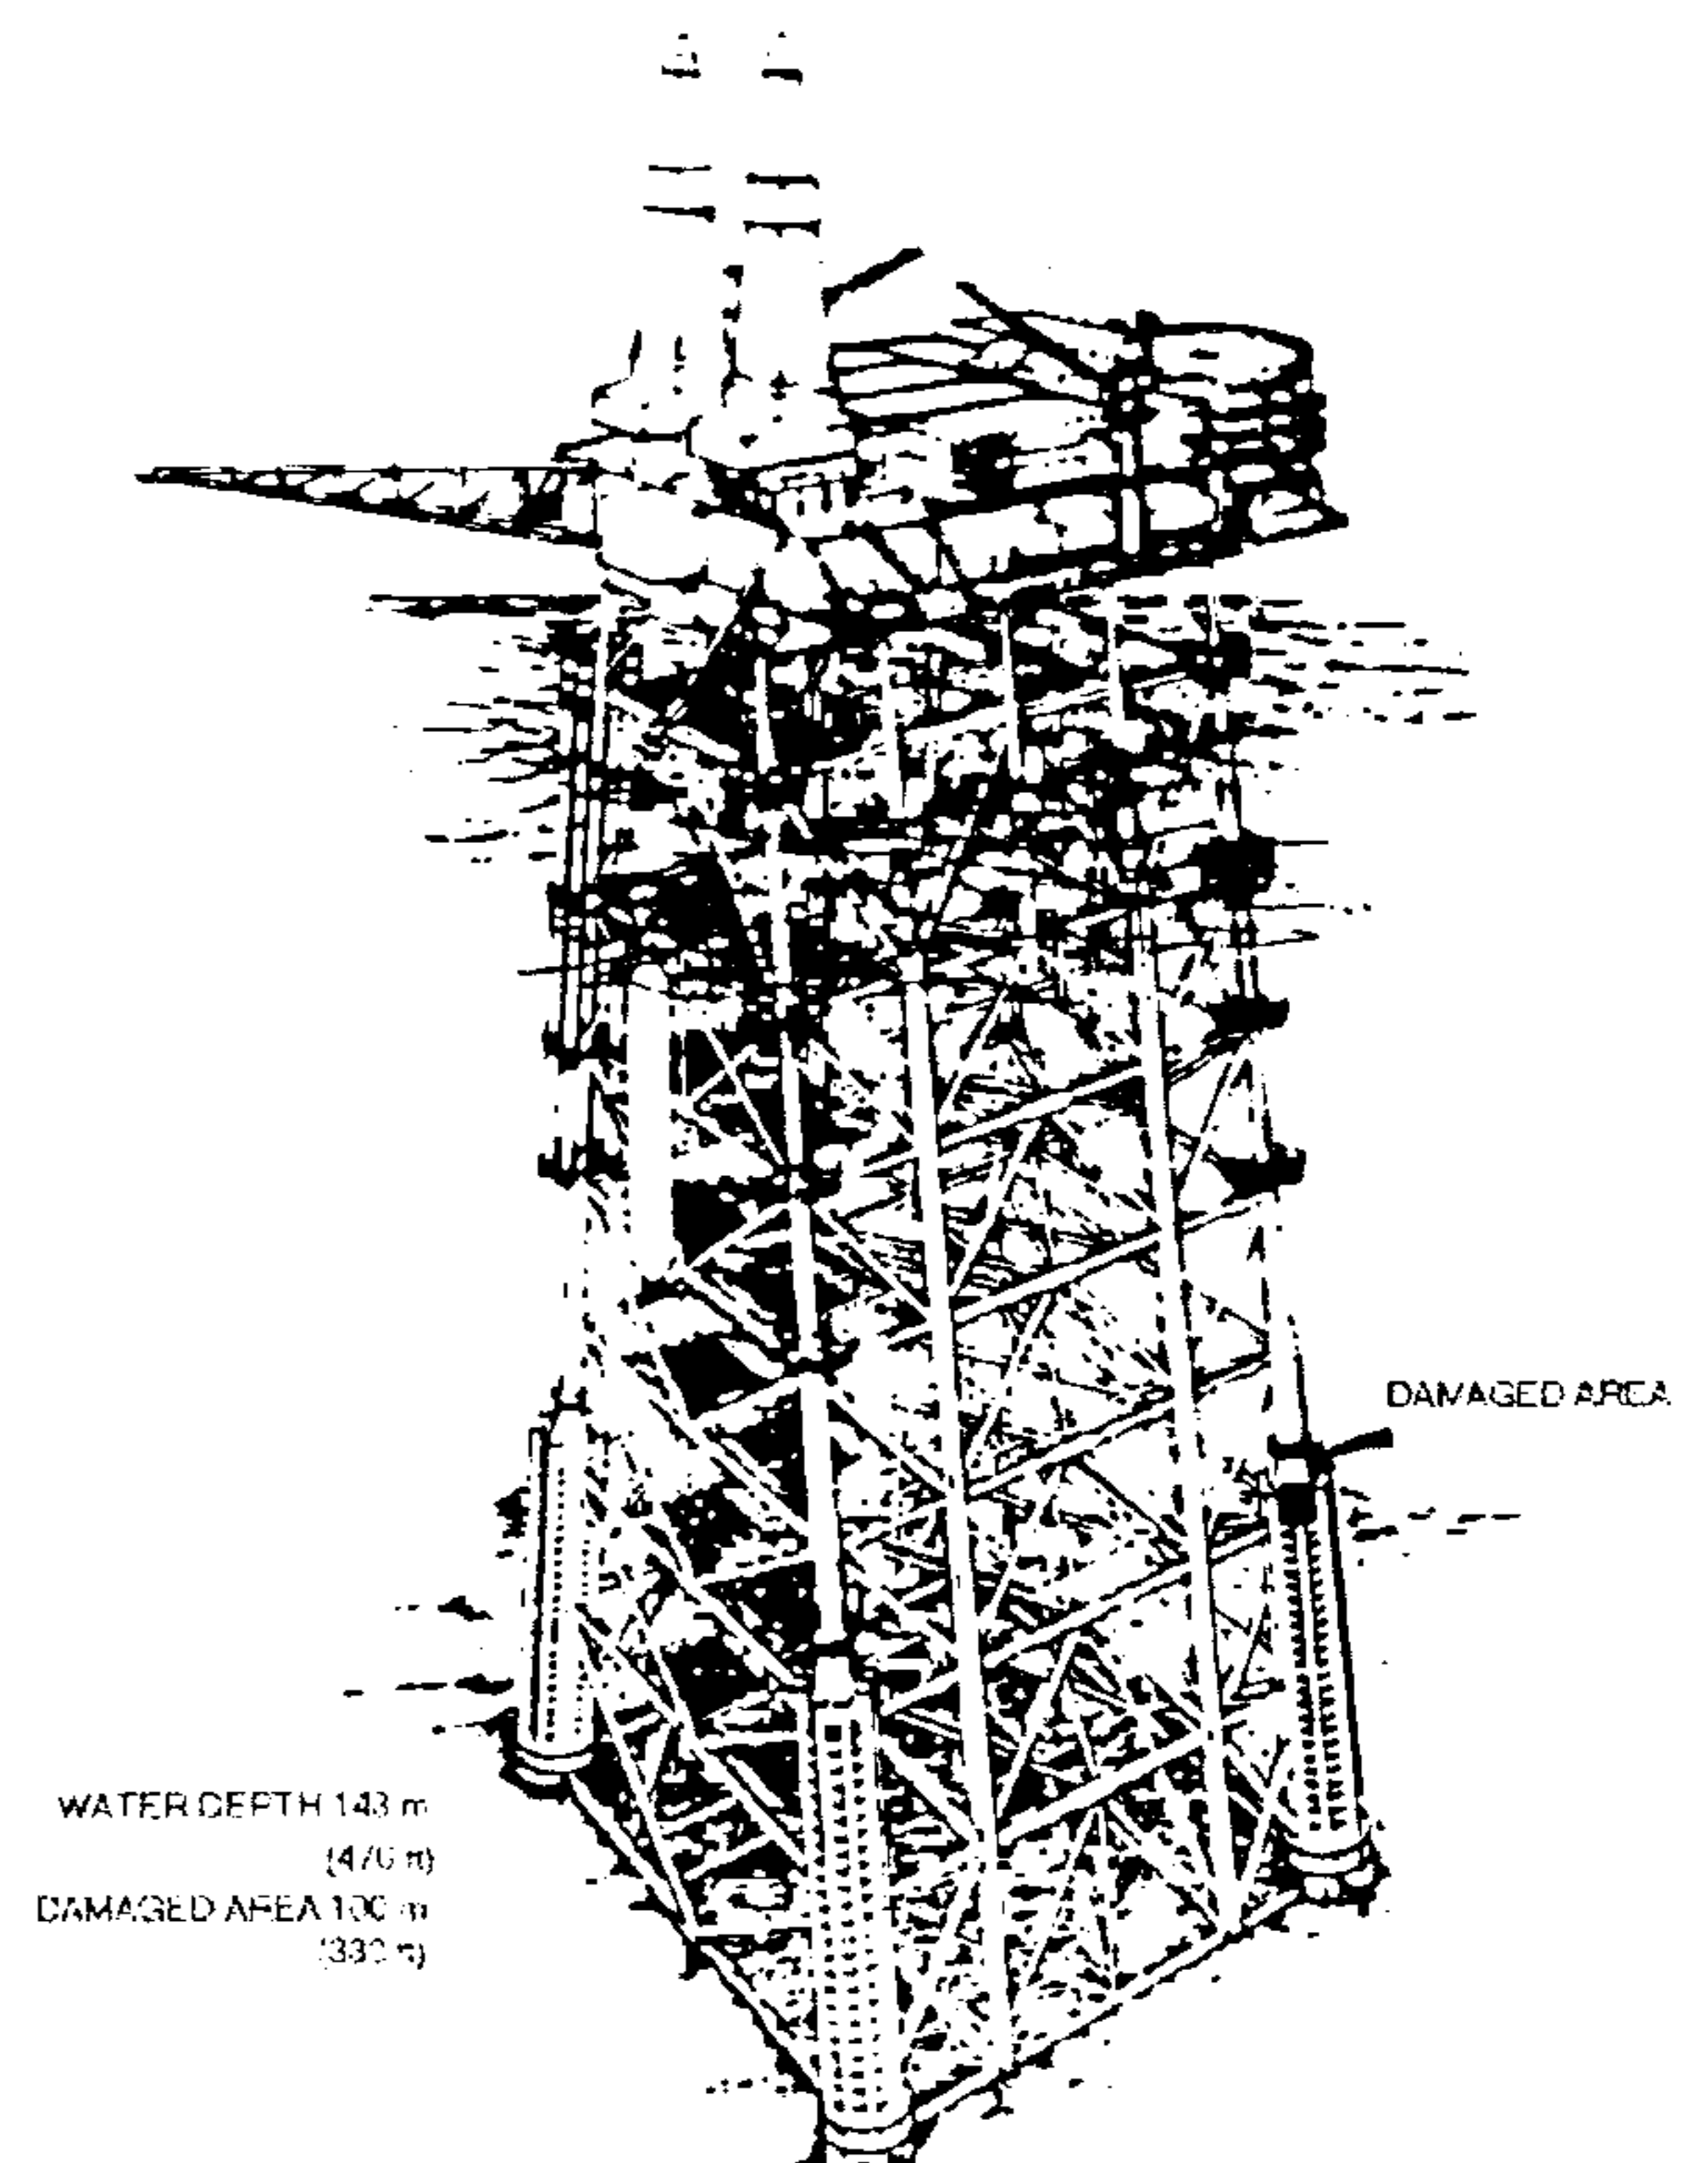 DAMAGED AREA
WATER DEPTH 143 m
(470 ft)
DAMAGED AREA 100 m
(330 ft)